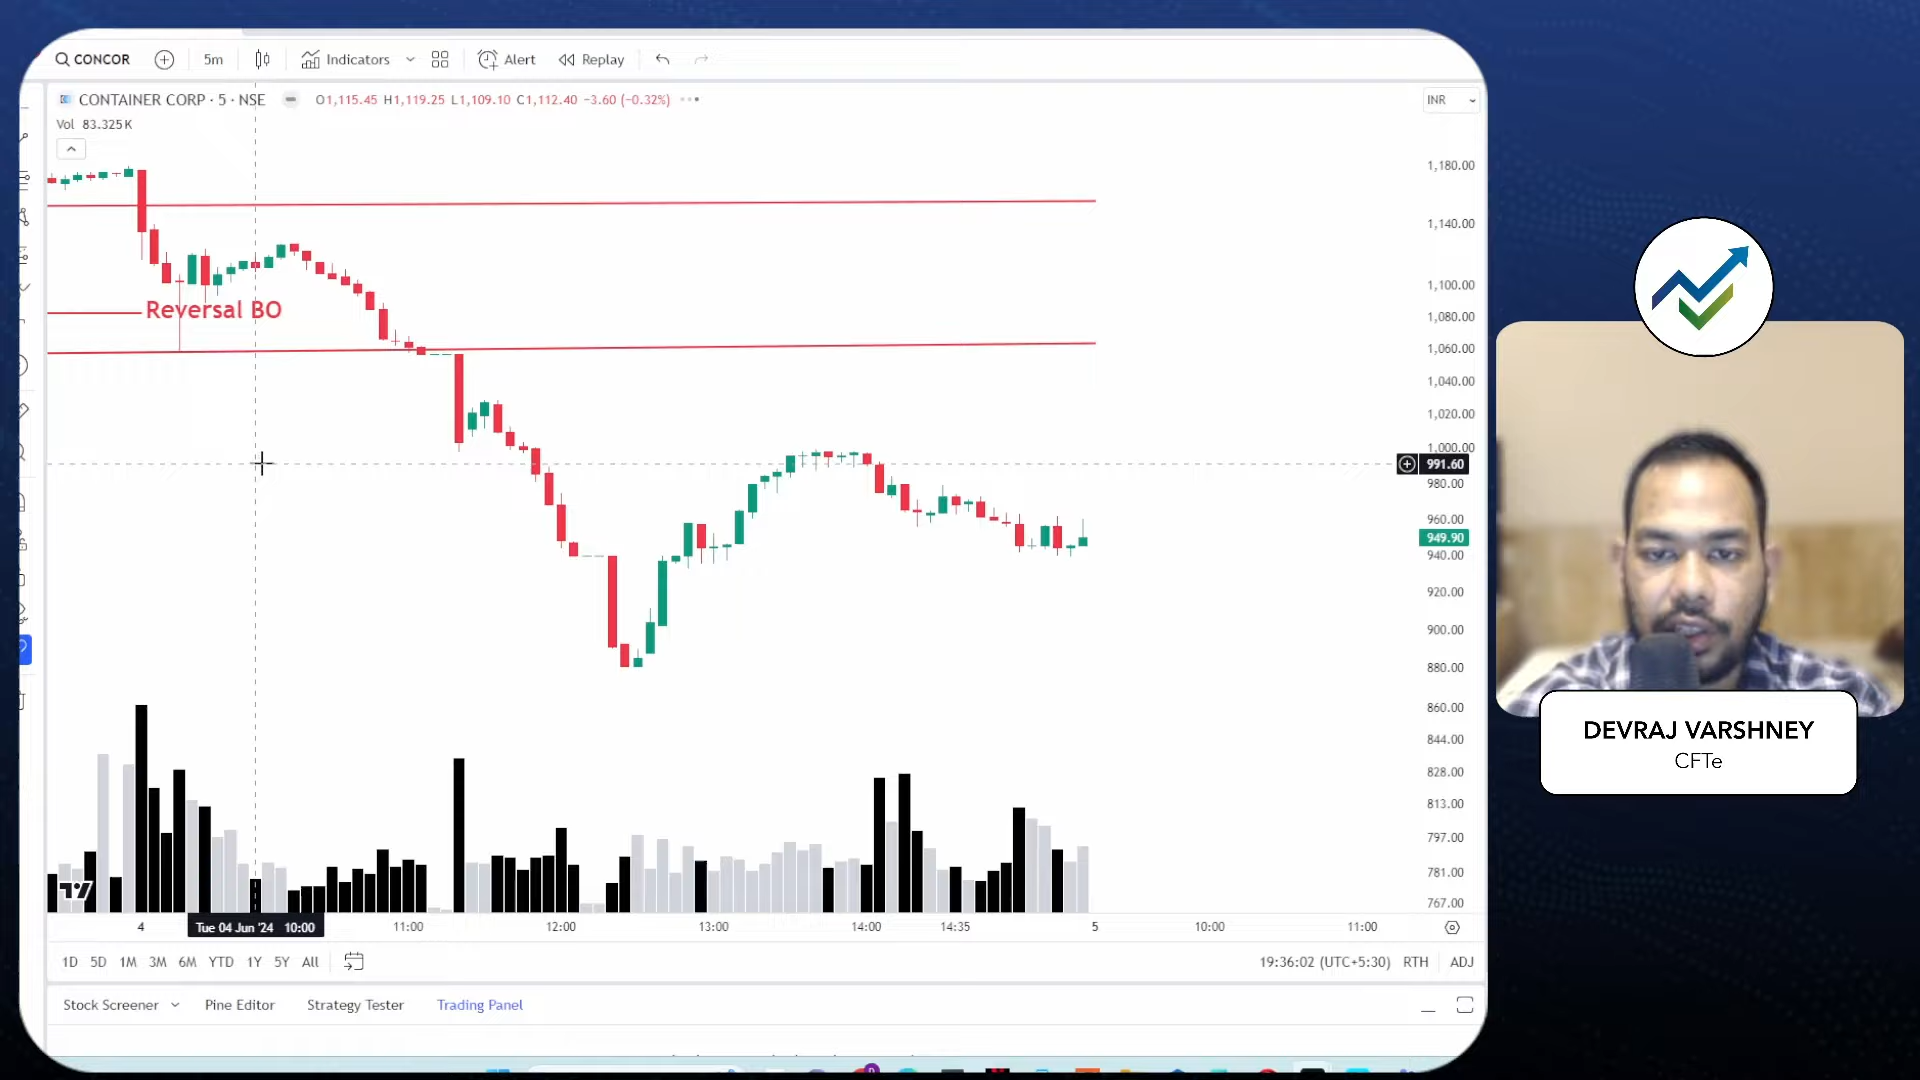 CONCOR 5m Indicators Alert Replay
CONTAINER CORP · 5 · NSE O1,115.45 H1,119.25 L1,109.10 C1,112.40 −3.60 (−0.32%)
INR
Vol 83.325K
1,180.00
1,140.00
1,100.00
1,080.00
1,060.00
1,040.00
1,020.00
1,000.00
991.60
980.00
960.00
949.90
940.00
920.00
900.00
880.00
860.00
844.00
828.00
813.00
797.00
781.00
767.00
Reversal BO
4 Tue 04 Jun '24 10:00 11:00 12:00 13:00 14:00 14:35 5 10:00 11:00
1D 5D 1M 3M 6M YTD 1Y 5Y All 19:36:02 (UTC+5:30) RTH ADJ
Stock Screener Pine Editor Strategy Tester Trading Panel
DEVRAJ VARSHNEY
CFTe